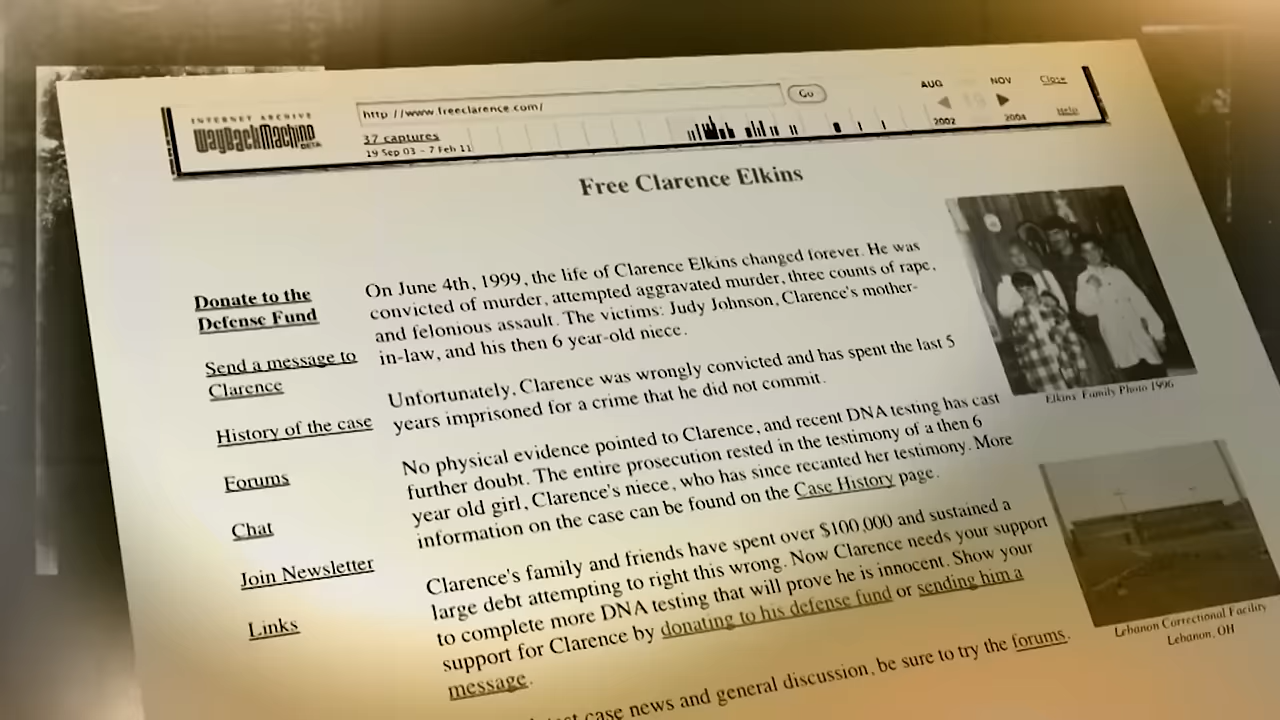 INTERNET ARCHIVE
WayBackMachine
BETA
http://www.freeclarence.com/
Go
37 captures
19 Sep 03 - 7 Feb 11
AUG
NOV
Close
19
2002
2004
Help
Free Clarence Elkins
Donate to the
Defense Fund
Send a message to
Clarence
History of the case
Forums
Chat
Join Newsletter
Links
On June 4th, 1999, the life of Clarence Elkins changed forever. He was
convicted of murder, attempted aggravated murder, three counts of rape,
and felonious assault. The victims: Judy Johnson, Clarence's mother-
in-law, and his then 6 year-old niece.
Unfortunately, Clarence was wrongly convicted and has spent the last 5
years imprisoned for a crime that he did not commit.
No physical evidence pointed to Clarence, and recent DNA testing has cast
further doubt. The entire prosecution rested in the testimony of a then 6
year old girl, Clarence's niece, who has since recanted her testimony. More
information on the case can be found on the Case History page.
Clarence's family and friends have spent over $100,000 and sustained a
large debt attempting to right this wrong. Now Clarence needs your support
to complete more DNA testing that will prove he is innocent. Show your
support for Clarence by donating to his defense fund or sending him a
message.
case news and general discussion, be sure to try the forums.
Elkins Family Photo 1996
Lebanon Correctional Facility
Lebanon, OH